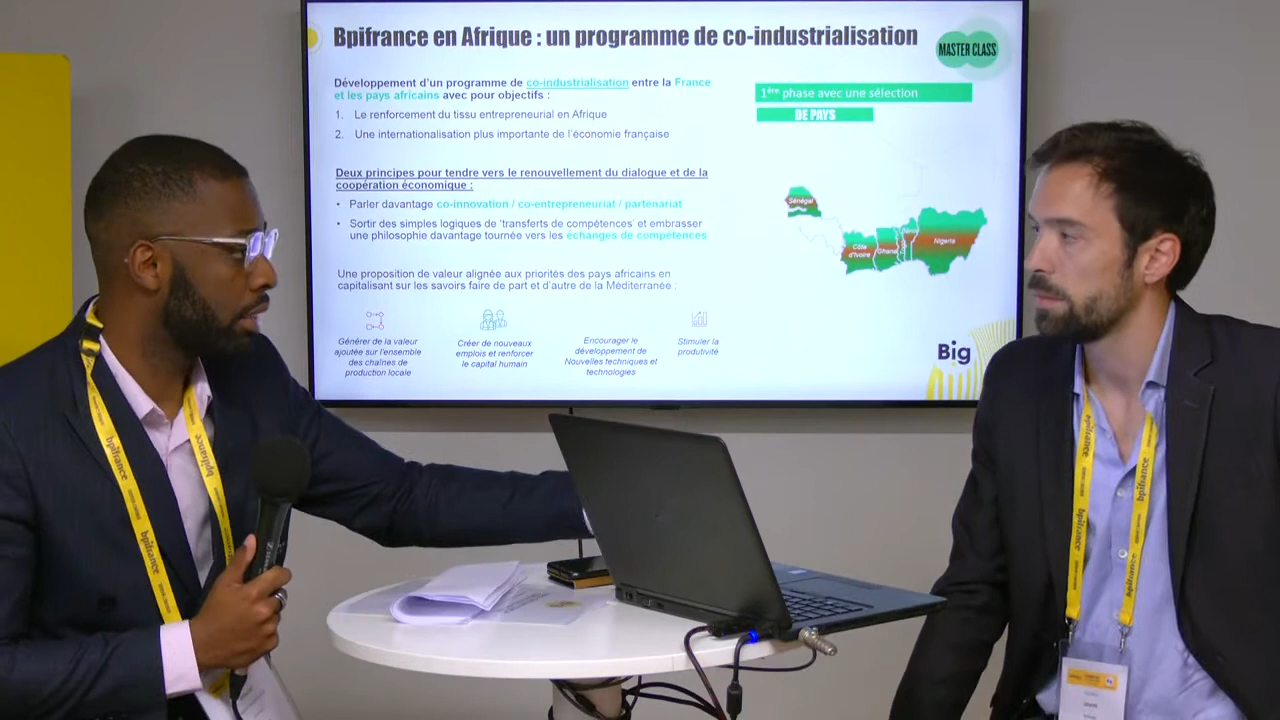 Bpifrance en Afrique : un programme de co-industrialisation
MASTER CLASS
Développement d'un programme de co-industrialisation entre la France
et les pays africains avec pour objectifs :
1. Le renforcement du tissu entrepreneurial en Afrique
2. Une internationalisation plus importante de l'économie française
Deux principes pour tendre vers le renouvellement du dialogue et de la
coopération économique :
• Parler davantage co-innovation / co-entrepreneuriat / partenariat
• Sortir des simples logiques de 'transferts de compétences' et embrasser
une philosophie davantage tournée vers les échanges de compétences
Une proposition de valeur alignée aux priorités des pays africains en
capitalisant sur les savoirs faire de part et d'autre de la Méditerranée :
Générer de la valeur
ajoutée sur l'ensemble
des chaînes de
production locale
Créer de nouveaux
emplois et renforcer
le capital humain
Encourager le
développement de
Nouvelles techniques et
technologies
Stimuler la
produtivité
1ère phase avec une sélection
DE PAYS
Sénégal
Côte
d'Ivoire
Ghana
Nigeria
Big
bpifrance
bpifrance
bpifrance
bpifrance
bpifrance
bpifrance